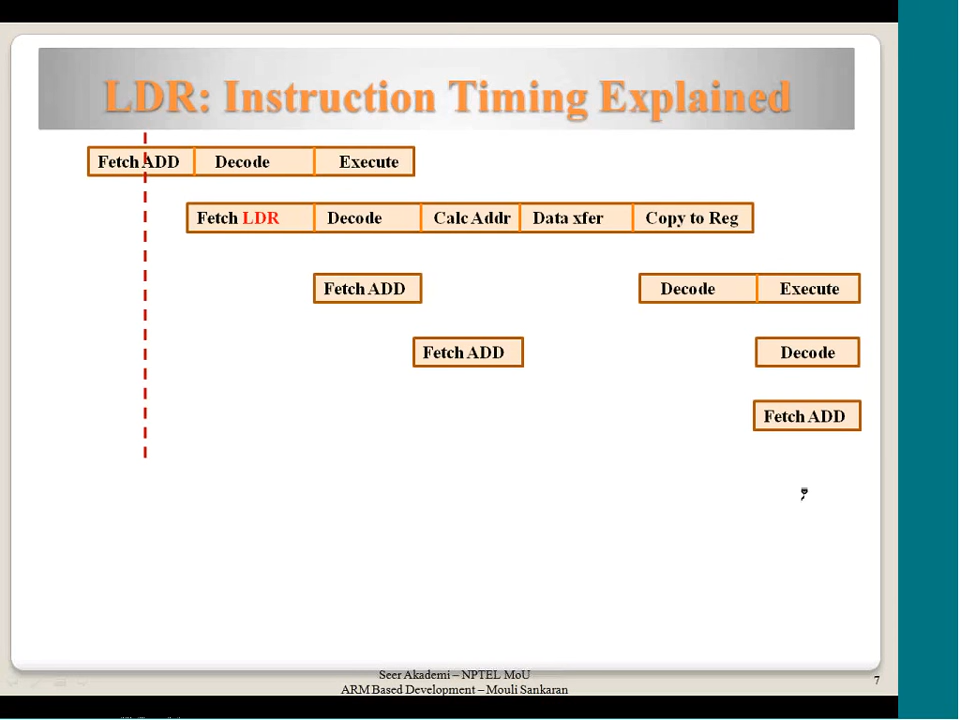 LDR: Instruction Timing Explained
Fetch ADD Decode Execute
Fetch LDR Decode Calc Addr Data xfer Copy to Reg
Fetch ADD Decode Execute
Fetch ADD Decode
Fetch ADD
Seer Akademi – NPTEL MoU
ARM Based Development – Mouli Sankaran
7